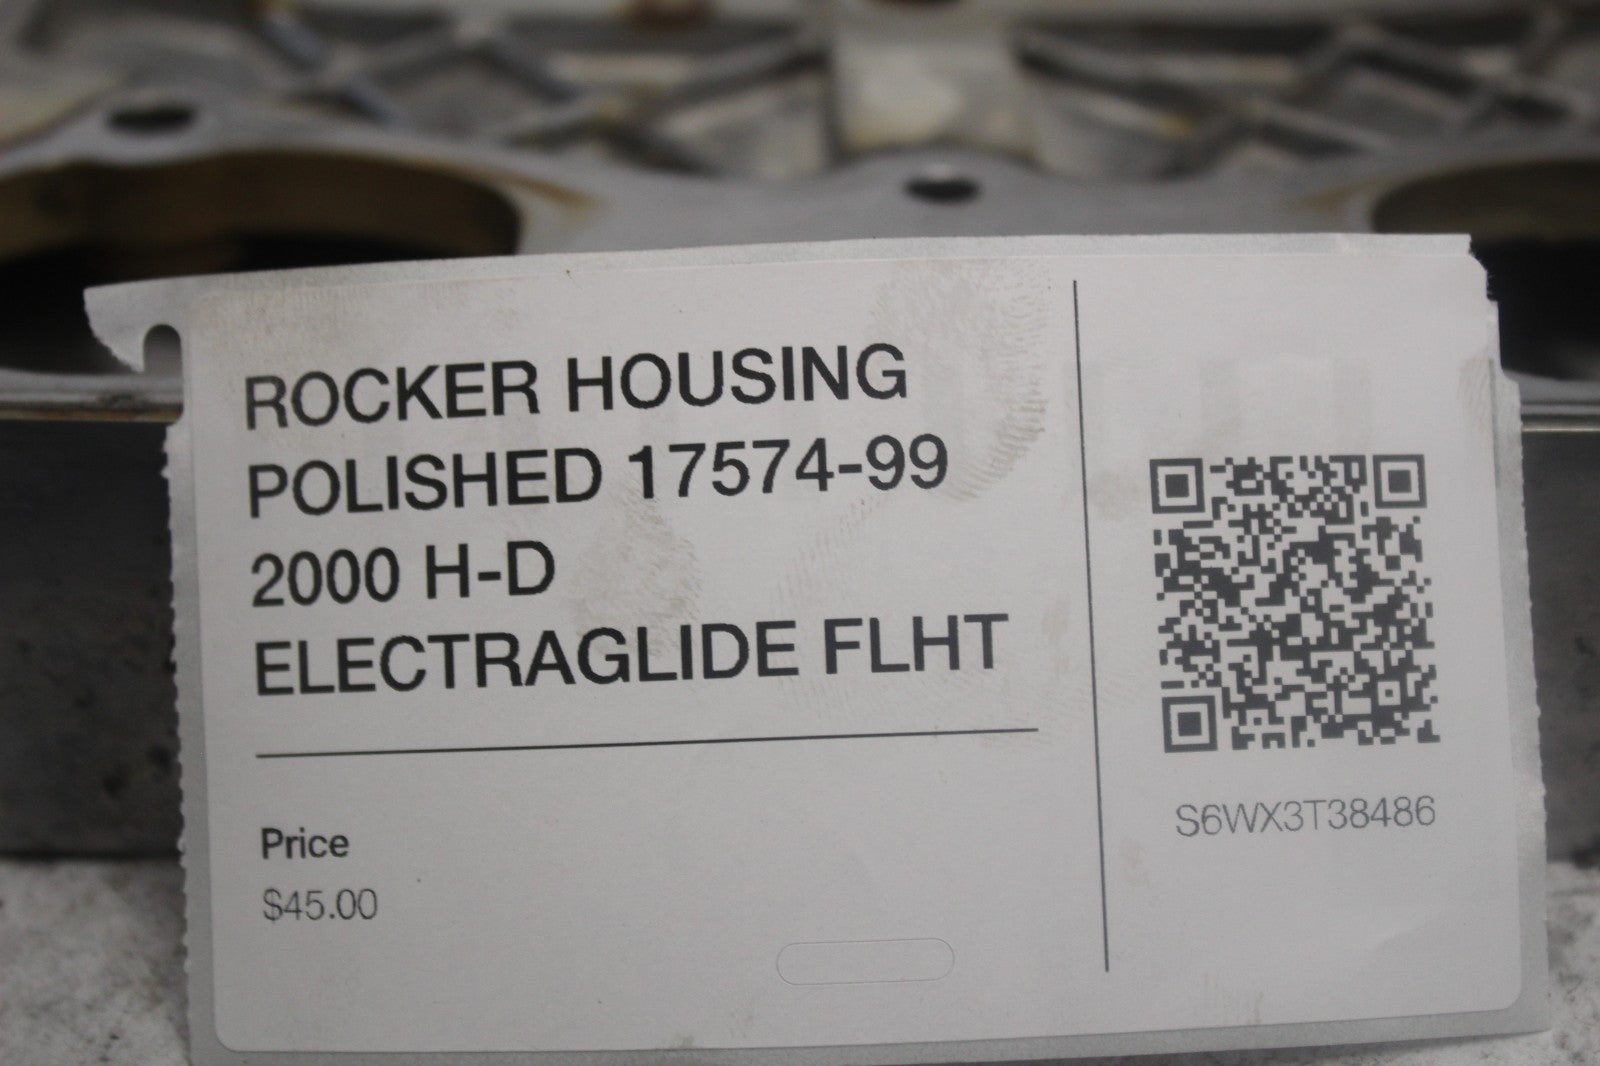 ROCKER HOUSING
POLISHED 17574-99
2000 H-D
ELECTRAGLIDE FLHT
Price
$45.00
S6WX3T38486